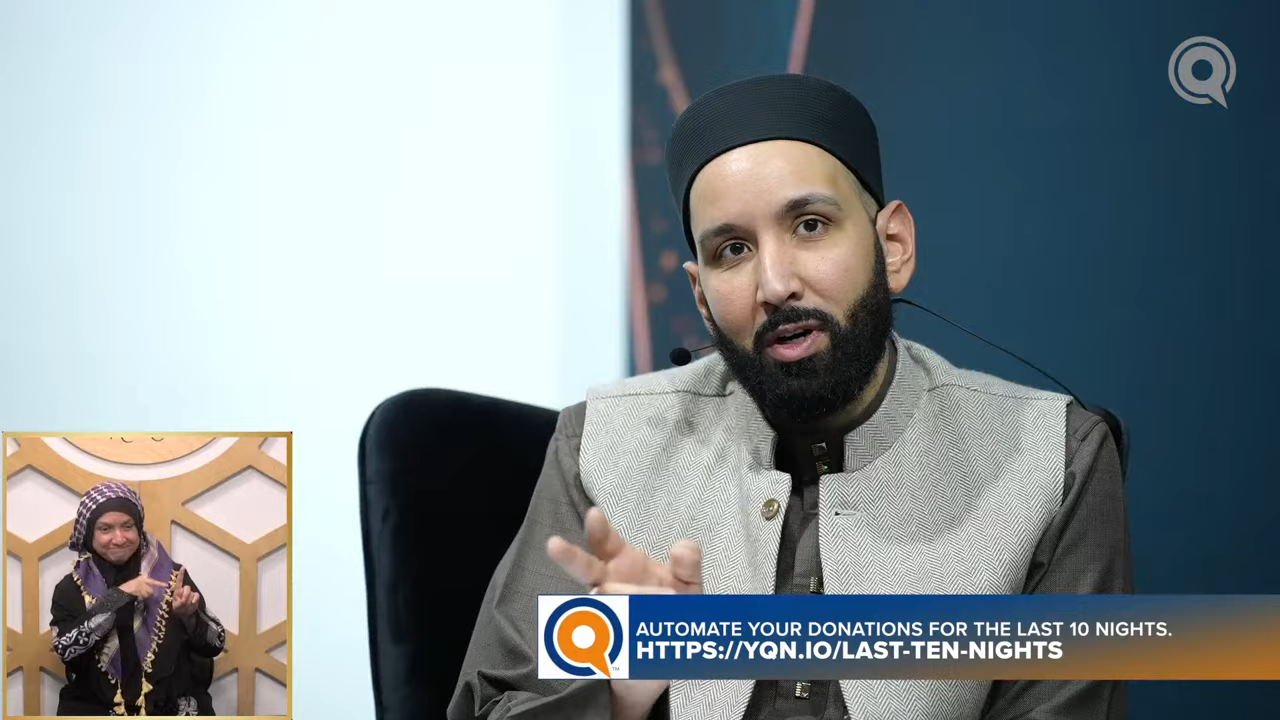 AUTOMATE YOUR DONATIONS FOR THE LAST 10 NIGHTS.
HTTPS://YQN.IO/LAST-TEN-NIGHTS